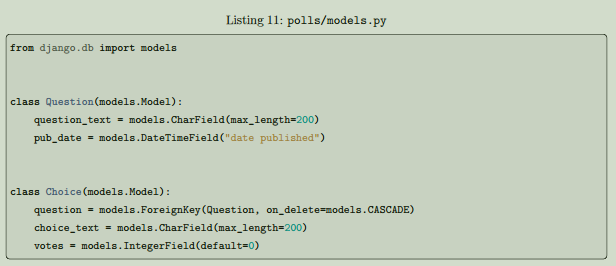 Listing 11: polls/models.py
from django.db import models
class Question(models.Model):
    question_text = models.CharField(max_length=200)
    pub_date = models.DateTimeField("date published")
class Choice(models.Model):
    question = models.ForeignKey(Question, on_delete=models.CASCADE)
    choice_text = models.CharField(max_length=200)
    votes = models.IntegerField(default=0)